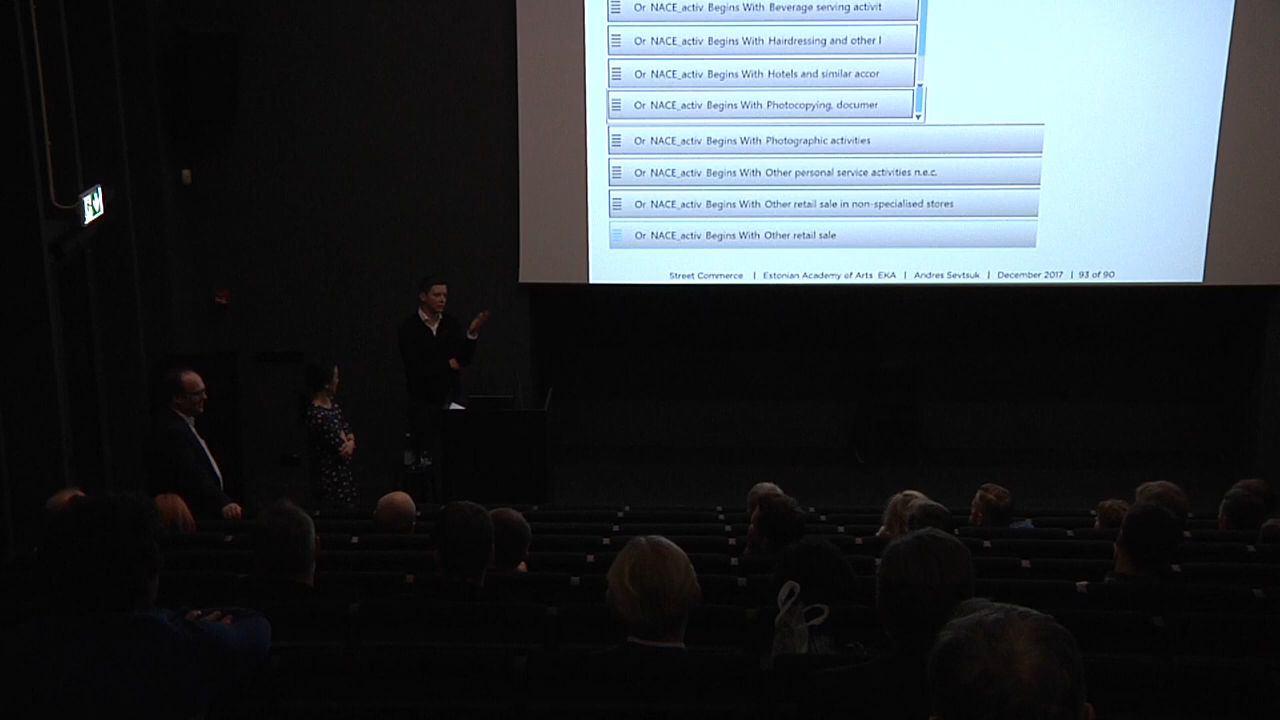 Or NACE_activ Begins With Beverage serving activit
Or NACE_activ Begins With Hairdressing and other l
Or NACE_activ Begins With Hotels and similar accor
Or NACE_activ Begins With Photocopying, documer
Or NACE_activ Begins With Photographic activities
Or NACE_activ Begins With Other personal service activities n.e.c.
Or NACE_activ Begins With Other retail sale in non-specialised stores
Or NACE_activ Begins With Other retail sale
Street Commerce | Estonian Academy of Arts EKA | Andres Sevtsuk | December 2017 | 93 of 90